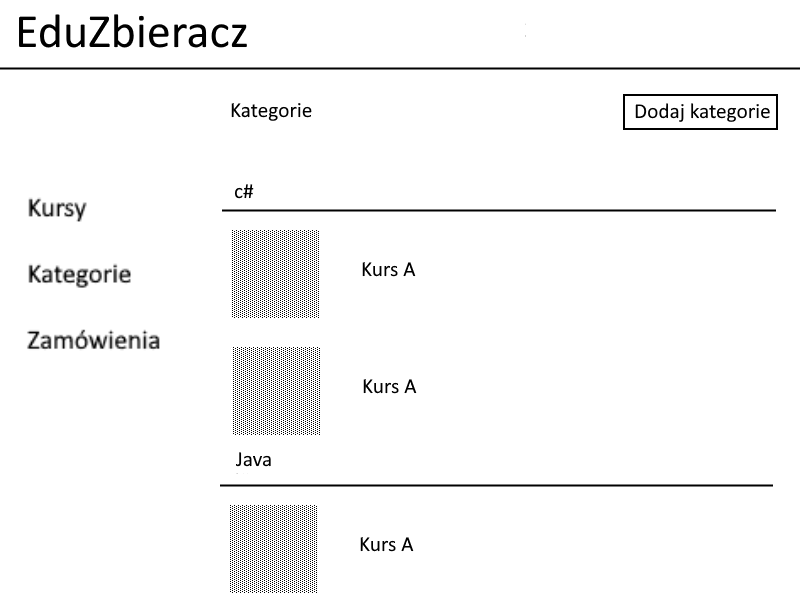 EduZbieracz
Kategorie
Dodaj kategorie
Kursy
Kategorie
Zamówienia
c#
Kurs A
Kurs A
Java
Kurs A